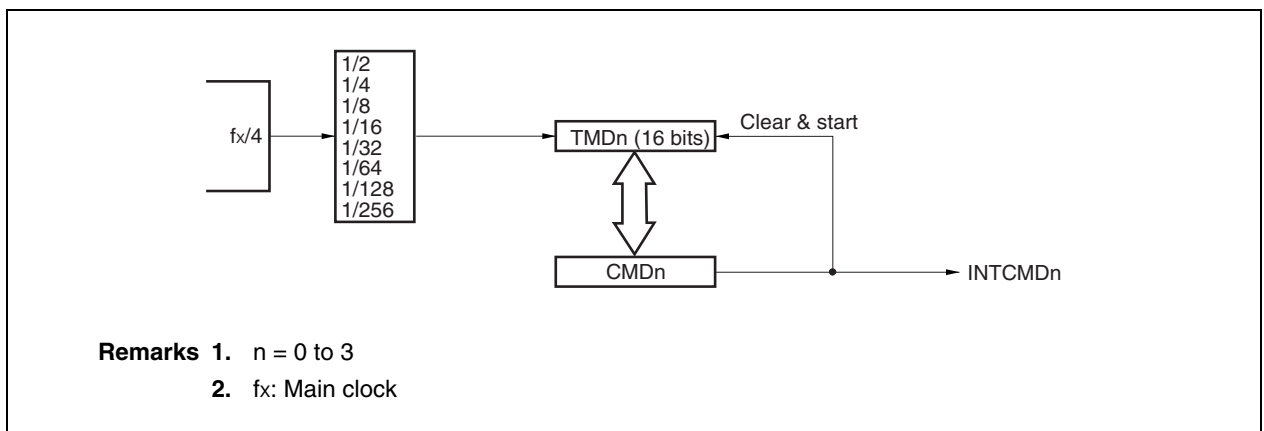 fx/4
1/2
1/4
1/8
1/16
1/32
1/64
1/128
1/256
TMDn (16 bits)
Clear & start
CMDn
INTCMDn
Remarks 1. n = 0 to 3
2. fx: Main clock